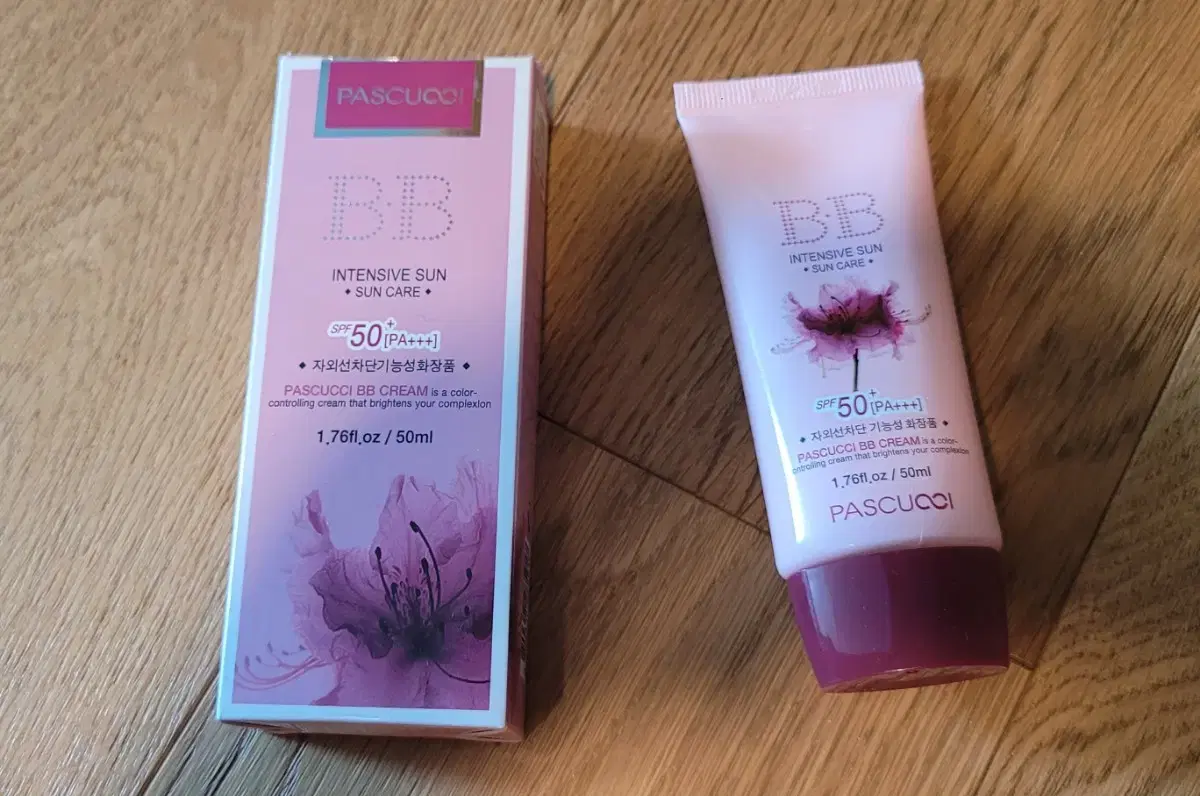 PASCUCCI
BB
INTENSIVE SUN
◆ SUN CARE ◆
SPF50+[PA+++]
◆ 자외선차단기능성화장품 ◆
PASCUCCI BB CREAM is a color-
controlling cream that brightens your complexion
1.76fl.oz / 50ml
BB
INTENSIVE SUN
◆ SUN CARE ◆
SPF50+[PA+++]
◆ 자외선차단 기능성 화장품 ◆
PASCUCCI BB CREAM is a color-
controlling cream that brightens your complexion
1.76fl.oz / 50ml
PASCUCCI